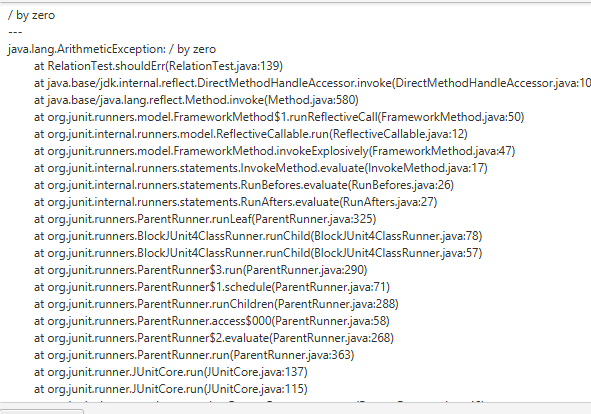 / by zero
---
java.lang.ArithmeticException: / by zero
at RelationTest.shouldErr(RelationTest.java:139)
at java.base/jdk.internal.reflect.DirectMethodHandleAccessor.invoke(DirectMethodHandleAccessor.java:10
at java.base/java.lang.reflect.Method.invoke(Method.java:580)
at org.junit.runners.model.FrameworkMethod$1.runReflectiveCall(FrameworkMethod.java:50)
at org.junit.internal.runners.model.ReflectiveCallable.run(ReflectiveCallable.java:12)
at org.junit.runners.model.FrameworkMethod.invokeExplosively(FrameworkMethod.java:47)
at org.junit.internal.runners.statements.InvokeMethod.evaluate(InvokeMethod.java:17)
at org.junit.internal.runners.statements.RunBefores.evaluate(RunBefores.java:26)
at org.junit.internal.runners.statements.RunAfters.evaluate(RunAfters.java:27)
at org.junit.runners.ParentRunner.runLeaf(ParentRunner.java:325)
at org.junit.runners.BlockJUnit4ClassRunner.runChild(BlockJUnit4ClassRunner.java:78)
at org.junit.runners.BlockJUnit4ClassRunner.runChild(BlockJUnit4ClassRunner.java:57)
at org.junit.runners.ParentRunner$3.run(ParentRunner.java:290)
at org.junit.runners.ParentRunner$1.schedule(ParentRunner.java:71)
at org.junit.runners.ParentRunner.runChildren(ParentRunner.java:288)
at org.junit.runners.ParentRunner.access$000(ParentRunner.java:58)
at org.junit.runners.ParentRunner$2.evaluate(ParentRunner.java:268)
at org.junit.runners.ParentRunner.run(ParentRunner.java:363)
at org.junit.runner.JUnitCore.run(JUnitCore.java:137)
at org.junit.runner.JUnitCore.run(JUnitCore.java:115)